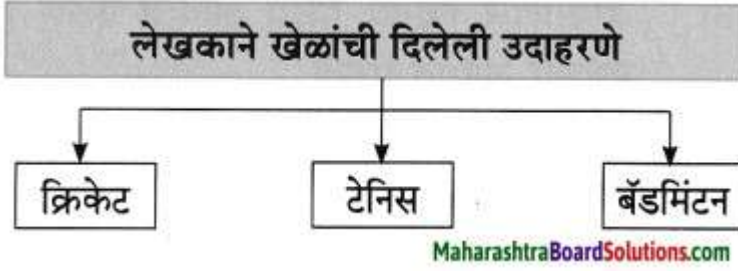 लेखकाने खेळांची दिलेली उदाहरणे
क्रिकेट टेनिस बॅडमिंटन
MaharashtraBoardSolutions.com